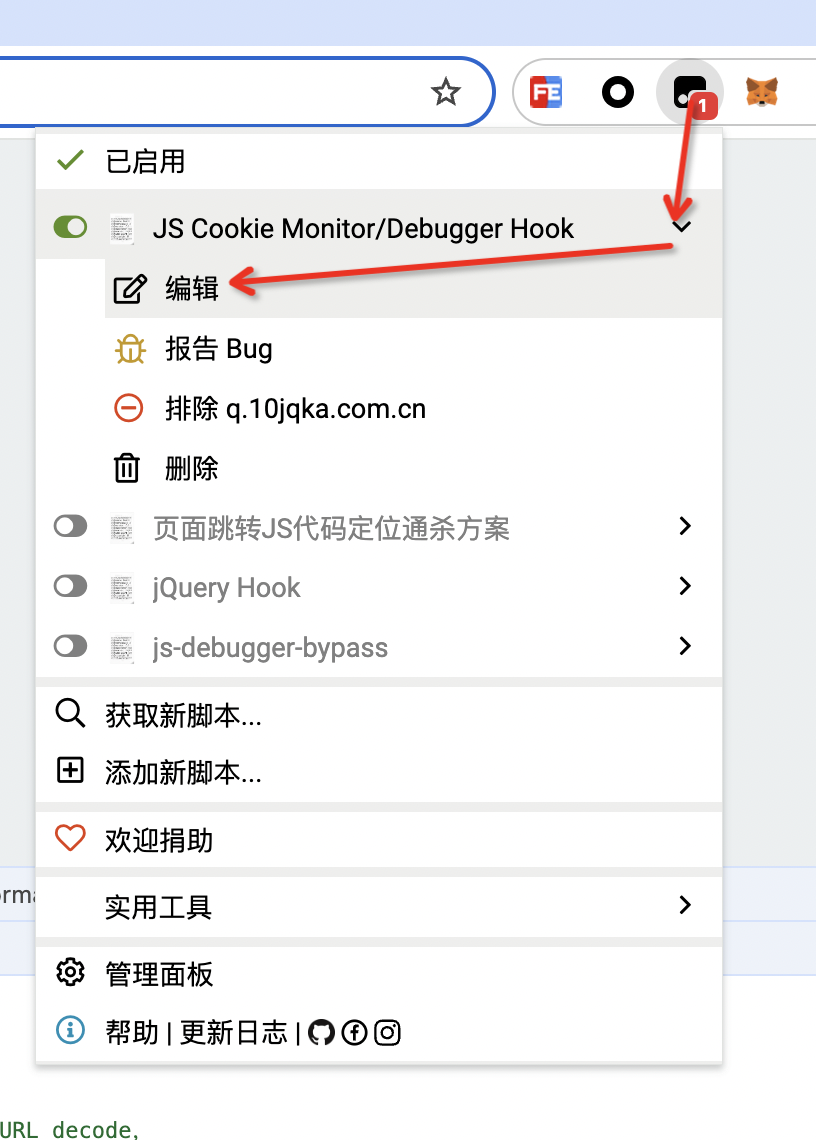 FE
1
已启用
JS Cookie Monitor/Debugger Hook
编辑
报告 Bug
排除 q.10jqka.com.cn
删除
页面跳转JS代码定位通杀方案
jQuery Hook
js-debugger-bypass
获取新脚本...
添加新脚本...
欢迎捐助
orma
实用工具
管理面板
帮助 | 更新日志 |
URL decode,